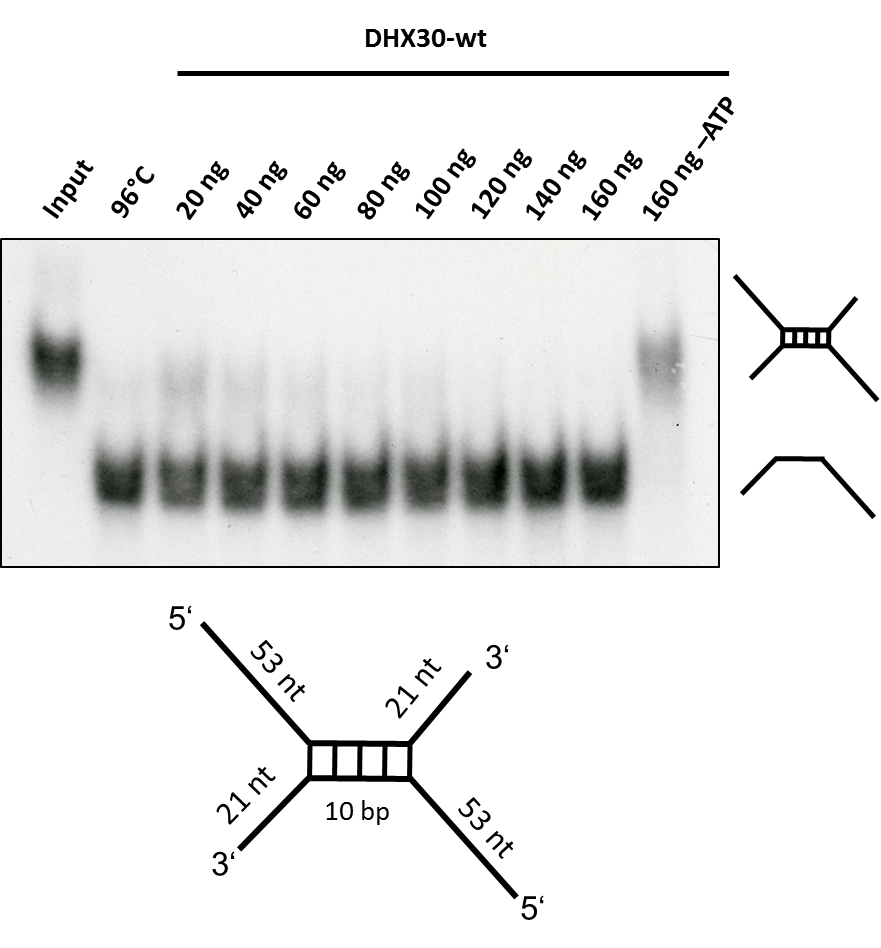 DHX30-wt
Input
96°C
20 ng
40 ng
60 ng
80 ng
100 ng
120 ng
140 ng
160 ng
160 ng –ATP
5‘
53 nt
21 nt
3‘
21 nt
10 bp
53 nt
3‘
5‘